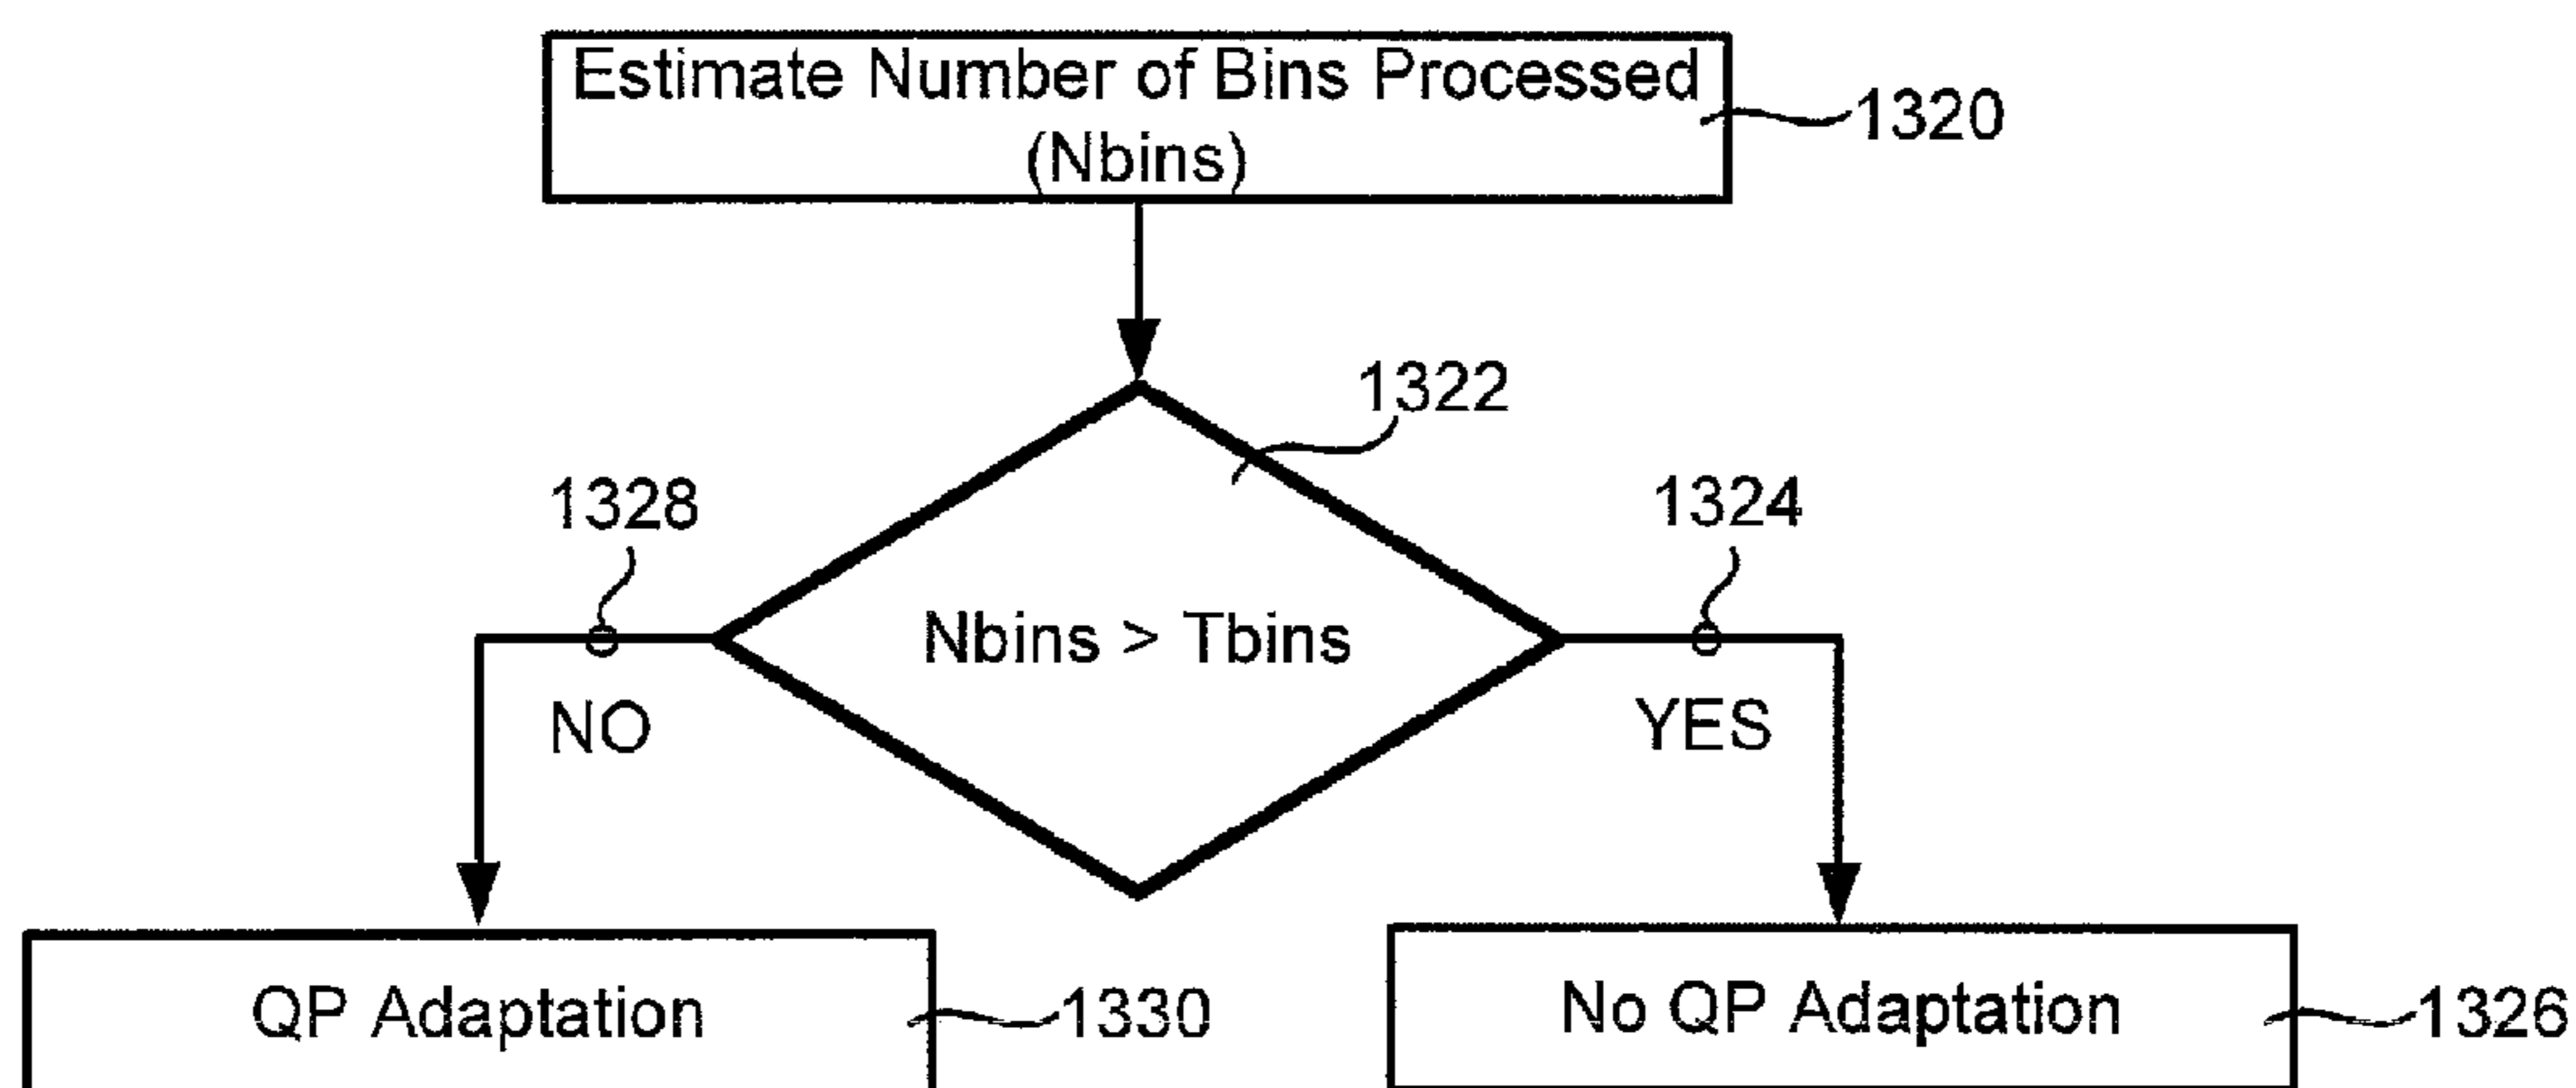 Estimate Number of Bins Processed
(Nbins)
1320
1322
1328
1324
Nbins > Tbins
NO
YES
QP Adaptation
1330
No QP Adaptation
1326